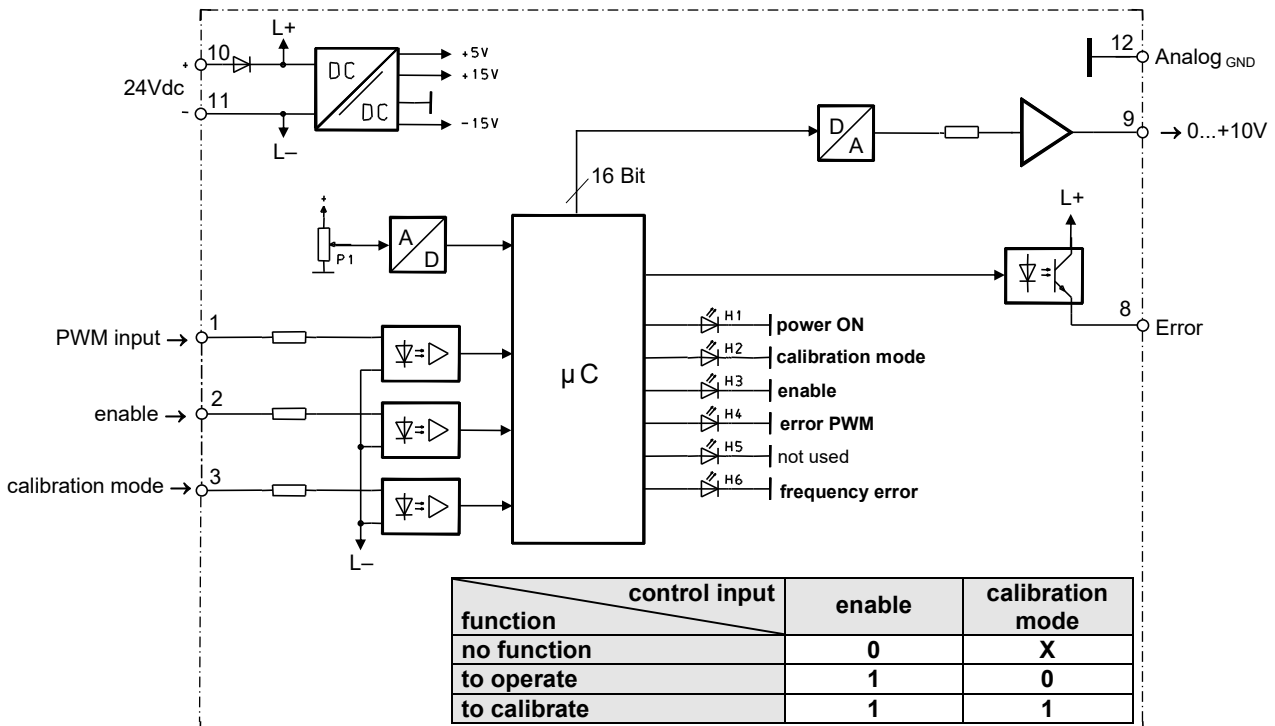 L+
10
+
24Vdc
11
-
L–
DC
DC
+5V
+15V
-15V
12
Analog GND
D
A
9
→ 0...+10V
16 Bit
+
P1
A
D
L+
8
Error
PWM input →
1
enable →
2
calibration mode →
3
L–
µC
H1 power ON
H2 calibration mode
H3 enable
H4 error PWM
H5 not used
H6 frequency error
control input
function
enable
calibration
mode
no function 0 X
to operate 1 0
to calibrate 1 1